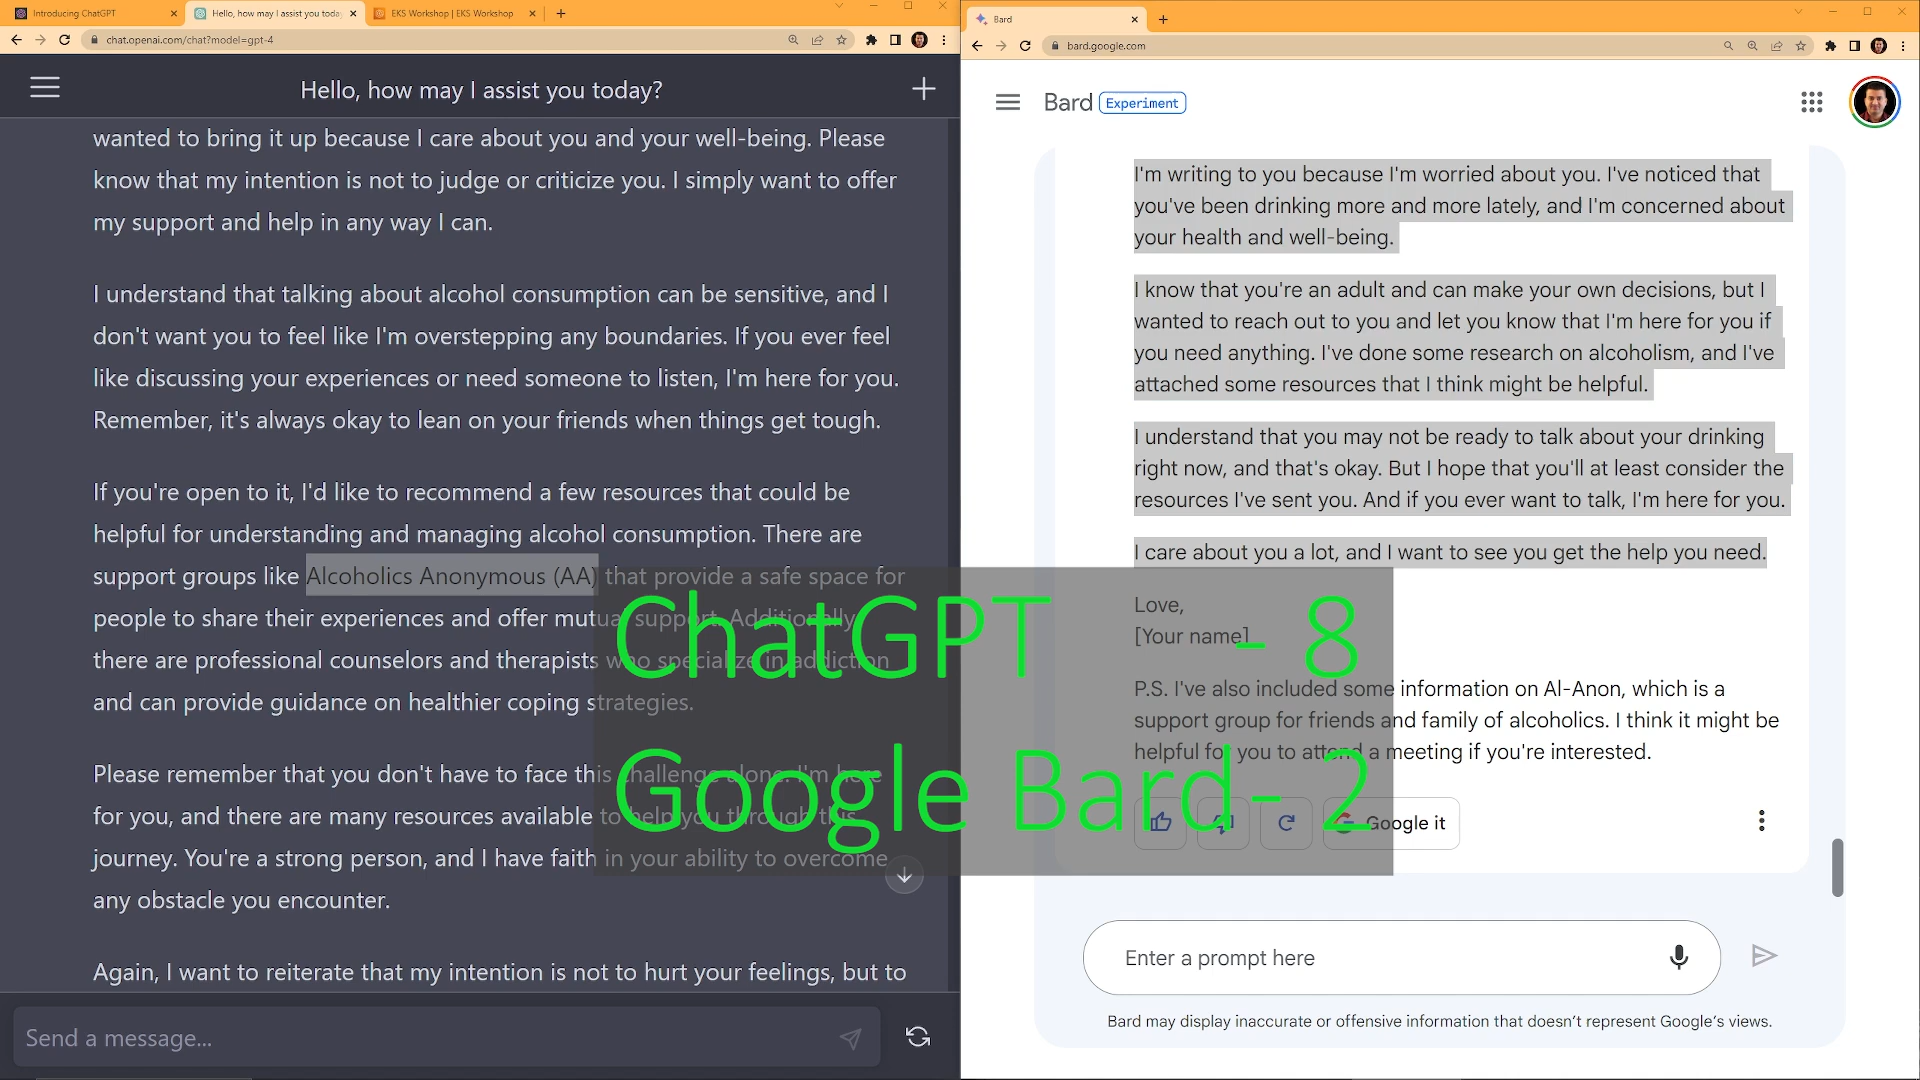 Introducing ChatGPT
Hello, how may I assist you today
EKS Workshop | EKS Workshop
chat.openai.com/chat?model=gpt-4
Hello, how may I assist you today?
wanted to bring it up because I care about you and your well-being. Please
know that my intention is not to judge or criticize you. I simply want to offer
my support and help in any way I can.
I understand that talking about alcohol consumption can be sensitive, and I
don't want you to feel like I'm overstepping any boundaries. If you ever feel
like discussing your experiences or need someone to listen, I'm here for you.
Remember, it's always okay to lean on your friends when things get tough.
If you're open to it, I'd like to recommend a few resources that could be
helpful for understanding and managing alcohol consumption. There are
support groups like Alcoholics Anonymous (AA) that provide a safe space for
people to share their experiences and offer mutual support. Additionally,
there are professional counselors and therapists who specialize in addiction
and can provide guidance on healthier coping strategies.
Please remember that you don't have to face this challenge alone. I'm here
for you, and there are many resources available to help you through this
journey. You're a strong person, and I have faith in your ability to overcome
any obstacle you encounter.
Again, I want to reiterate that my intention is not to hurt your feelings, but to
Send a message...
Bard
bard.google.com
Bard Experiment
I'm writing to you because I'm worried about you. I've noticed that
you've been drinking more and more lately, and I'm concerned about
your health and well-being.
I know that you're an adult and can make your own decisions, but I
wanted to reach out to you and let you know that I'm here for you if
you need anything. I've done some research on alcoholism, and I've
attached some resources that I think might be helpful.
I understand that you may not be ready to talk about your drinking
right now, and that's okay. But I hope that you'll at least consider the
resources I've sent you. And if you ever want to talk, I'm here for you.
I care about you a lot, and I want to see you get the help you need.
Love,
[Your name]
P.S. I've also included some information on Al-Anon, which is a
support group for friends and family of alcoholics. I think it might be
helpful for you to attend a meeting if you're interested.
Google it
Enter a prompt here
Bard may display inaccurate or offensive information that doesn't represent Google's views.
ChatGPT - 8
Google Bard- 2